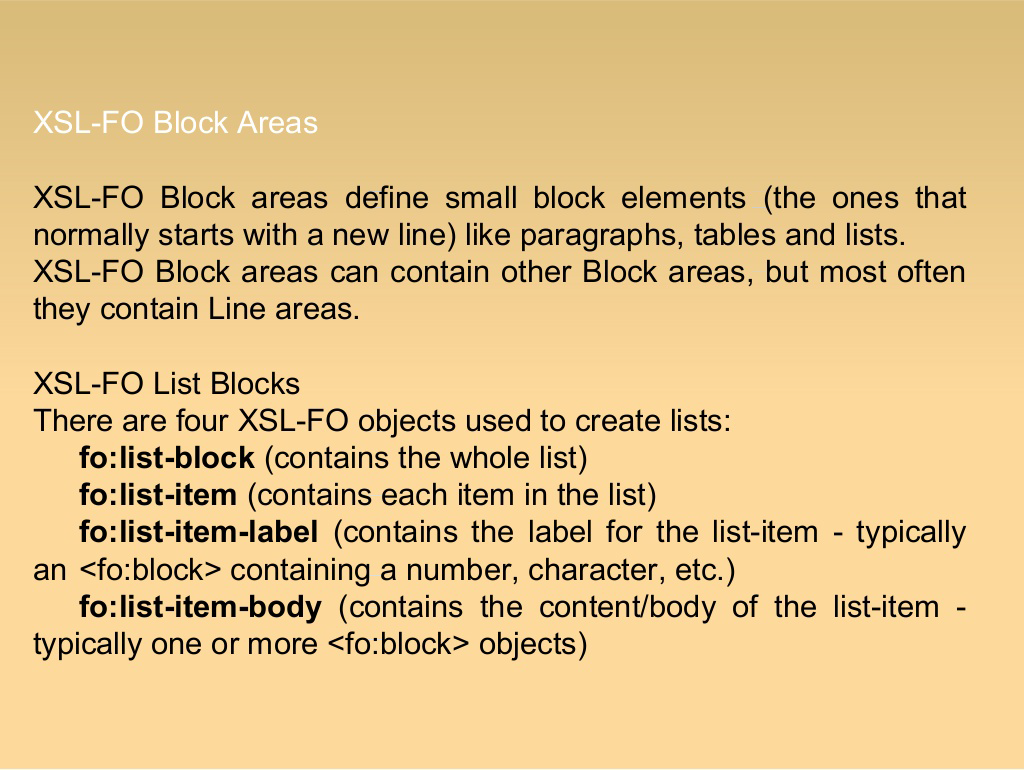 XSL-FO Block Areas
XSL-FO Block areas define small block elements (the ones that
normally starts with a new line) like paragraphs, tables and lists.
XSL-FO Block areas can contain other Block areas, but most often
they contain Line areas.
XSL-FO List Blocks
There are four XSL-FO objects used to create lists:
fo:list-block (contains the whole list)
fo:list-item (contains each item in the list)
fo:list-item-label (contains the label for the list-item - typically
an <fo:block> containing a number, character, etc.)
fo:list-item-body (contains the content/body of the list-item -
typically one or more <fo:block> objects)